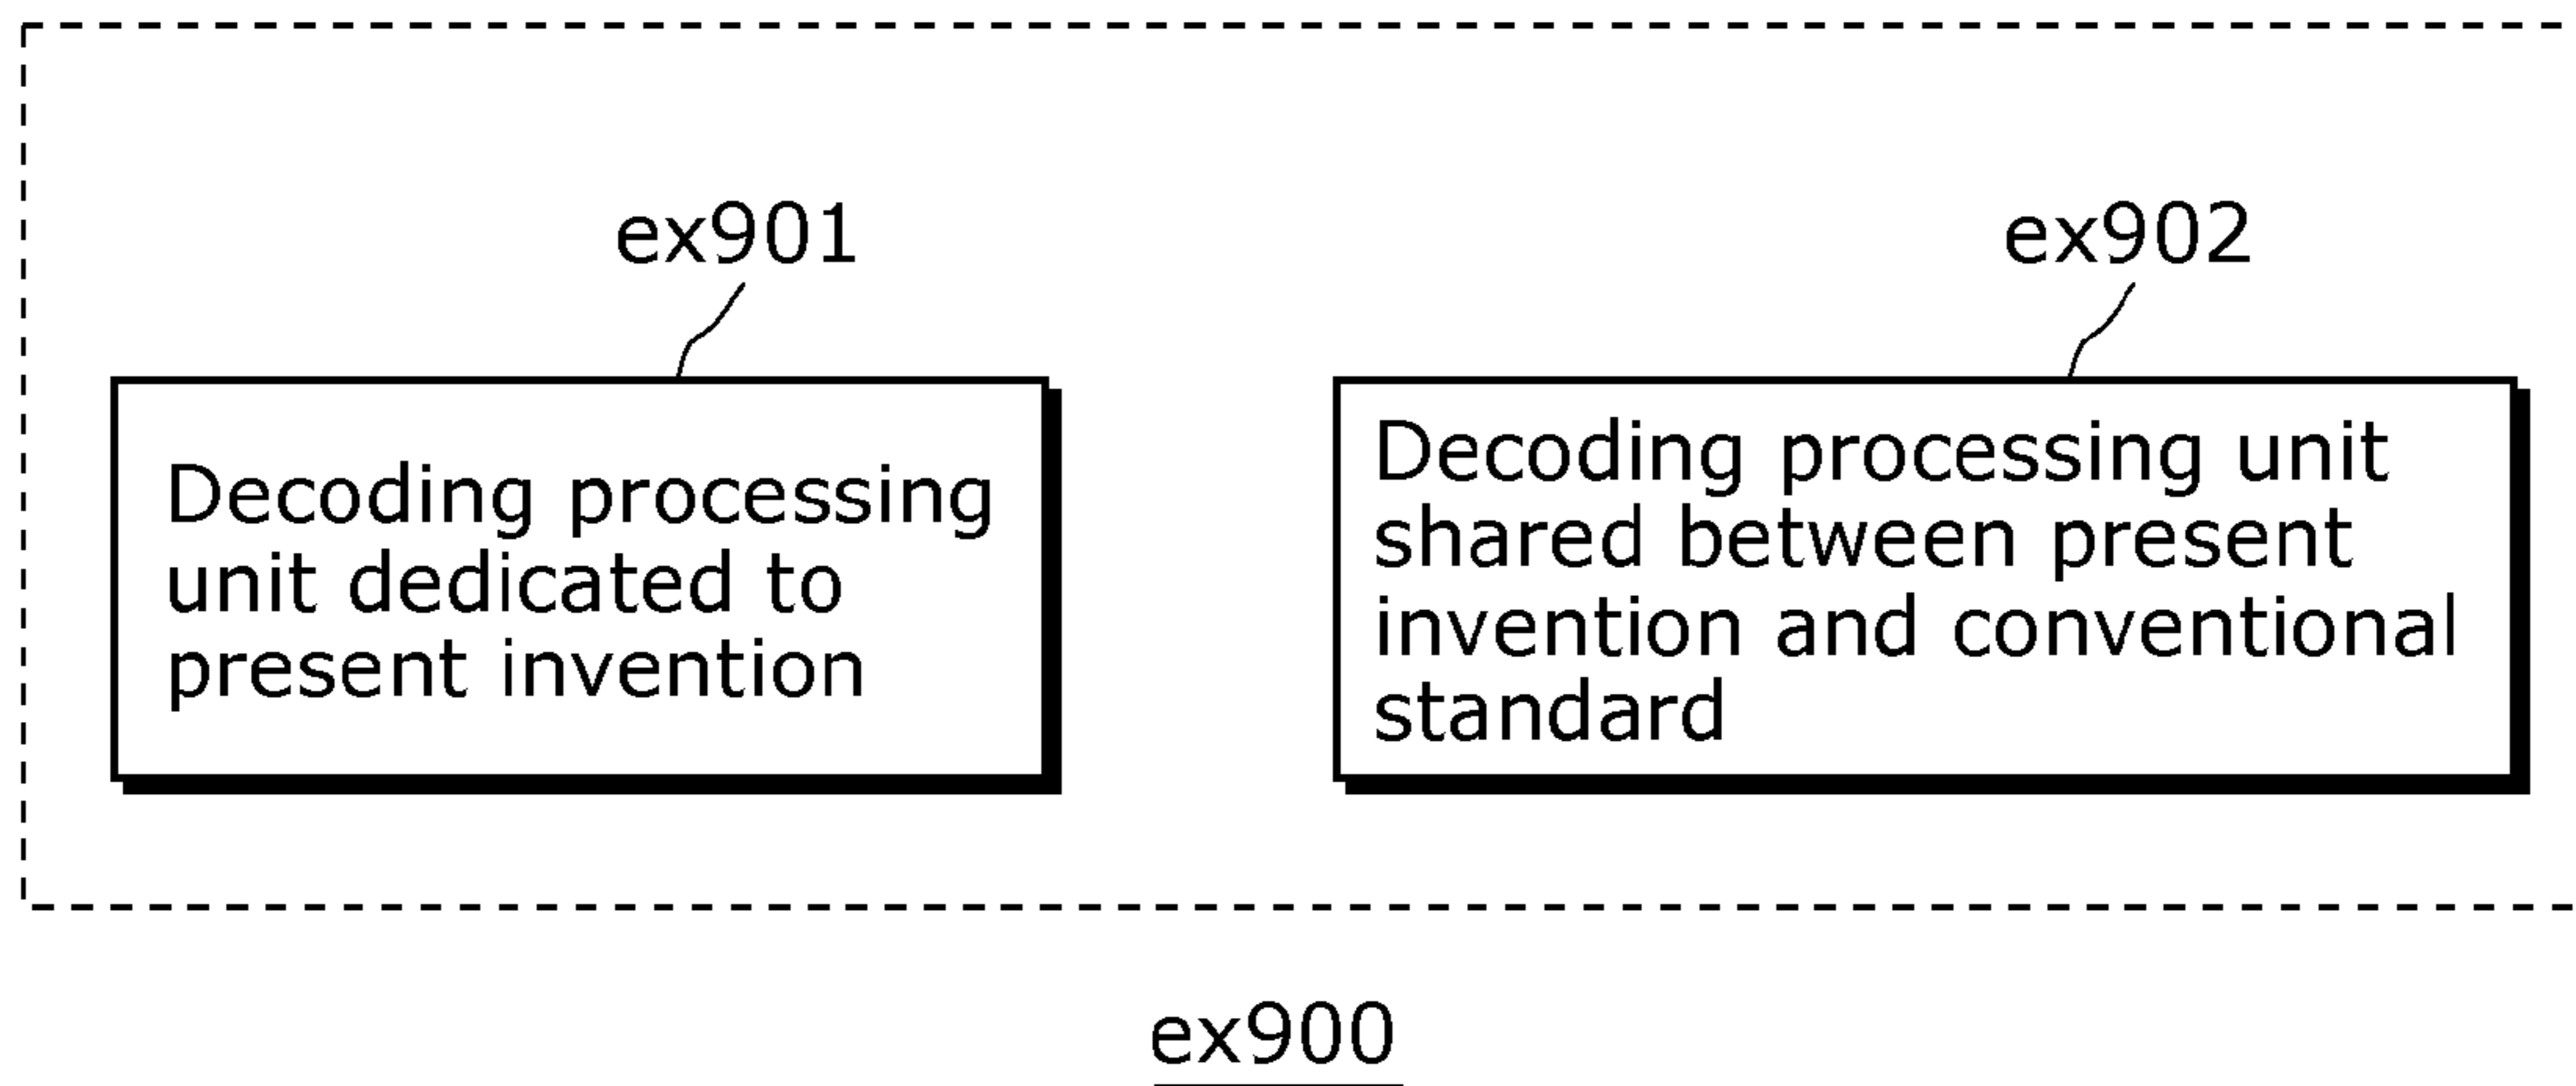 ex901
ex902
Decoding processing
unit dedicated to
present invention
Decoding processing unit
shared between present
invention and conventional
standard
ex900